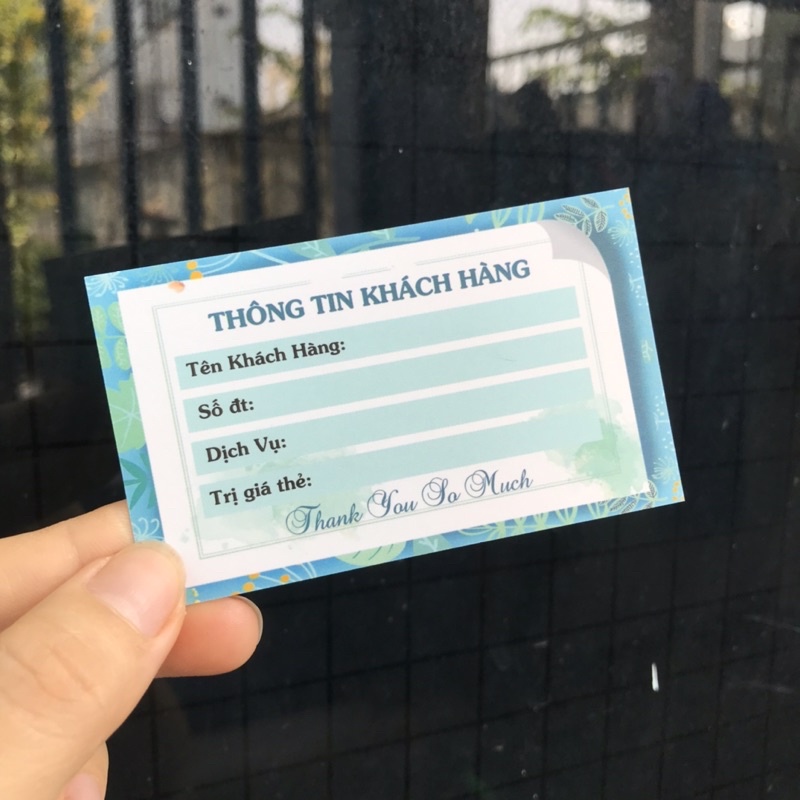 THÔNG TIN KHÁCH HÀNG
Tên Khách Hàng:
Số đt:
Dịch Vụ:
Trị giá thẻ:
Thank You So Much